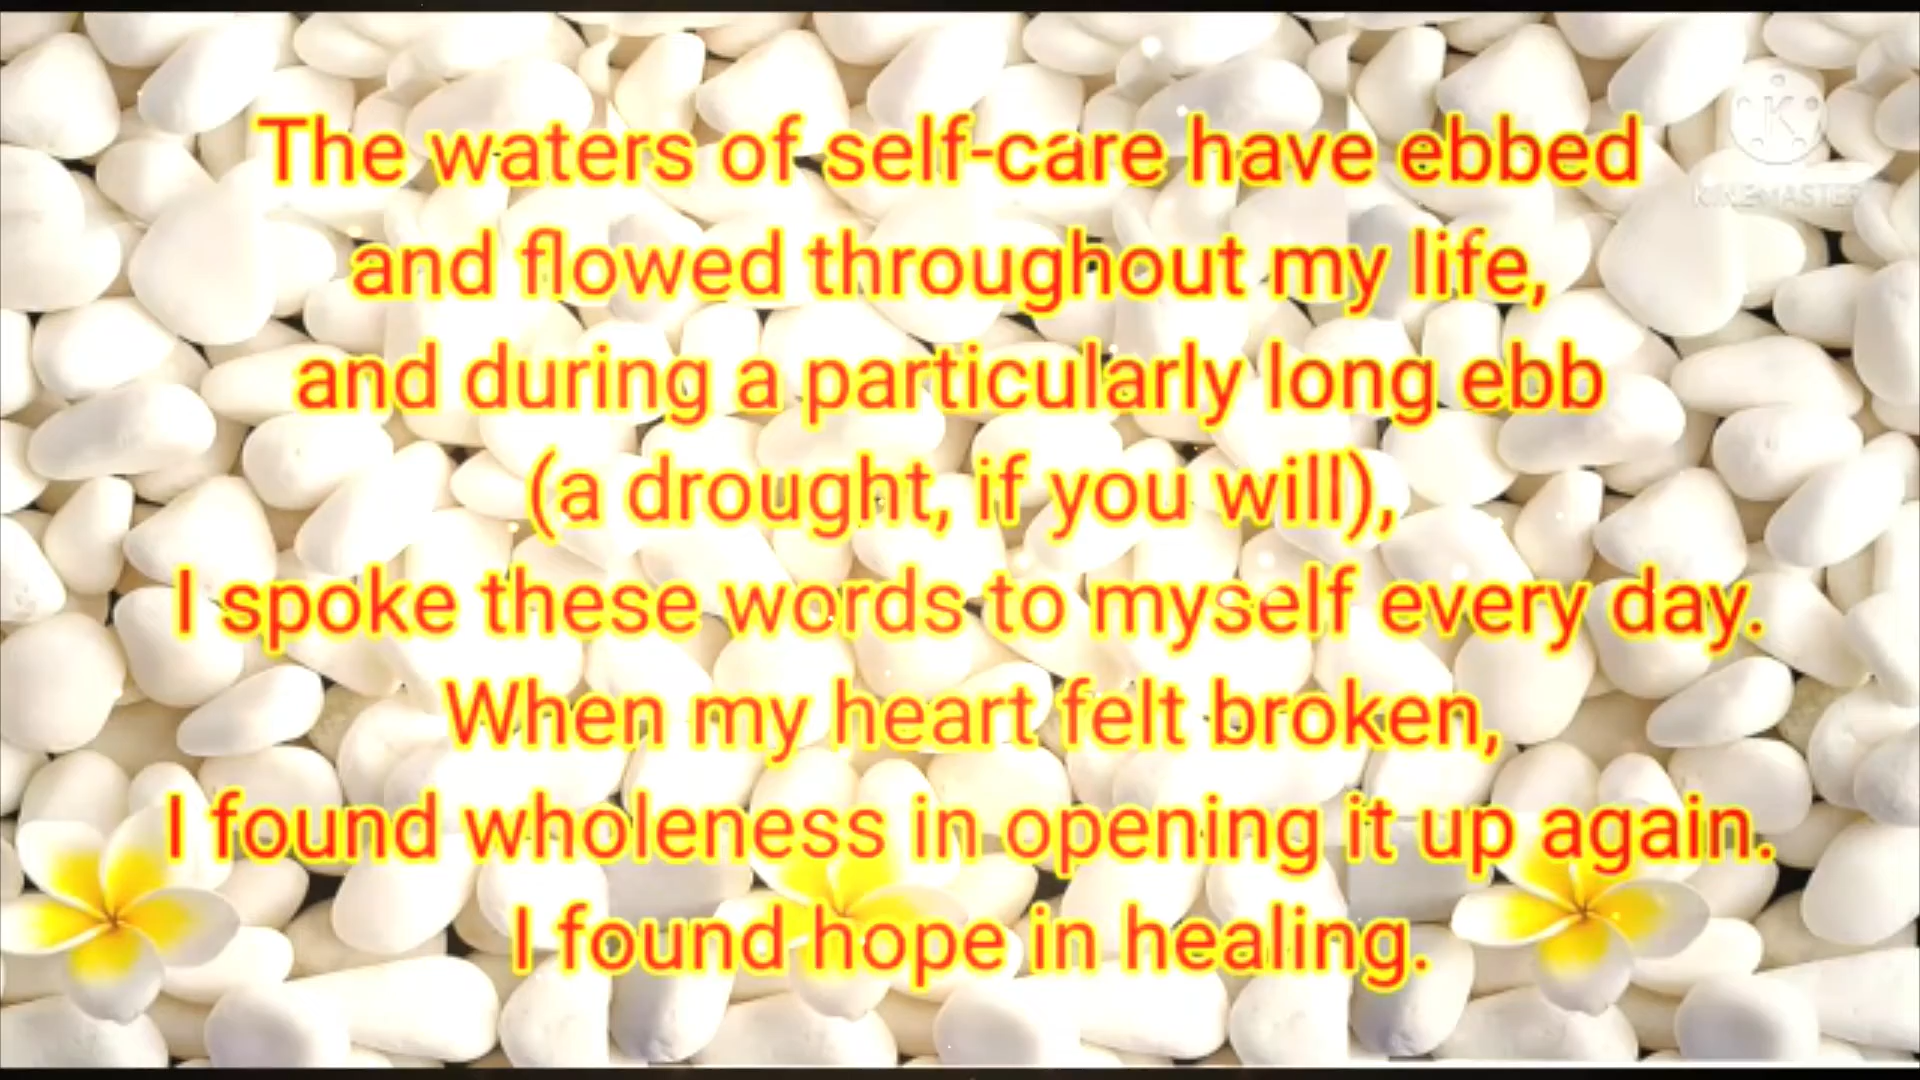 The waters of self-care have ebbed
and flowed throughout my life,
and during a particularly long ebb
(a drought, if you will),
I spoke these words to myself every day.
When my heart felt broken,
I found wholeness in opening it up again.
I found hope in healing.
K
KINEMASTER